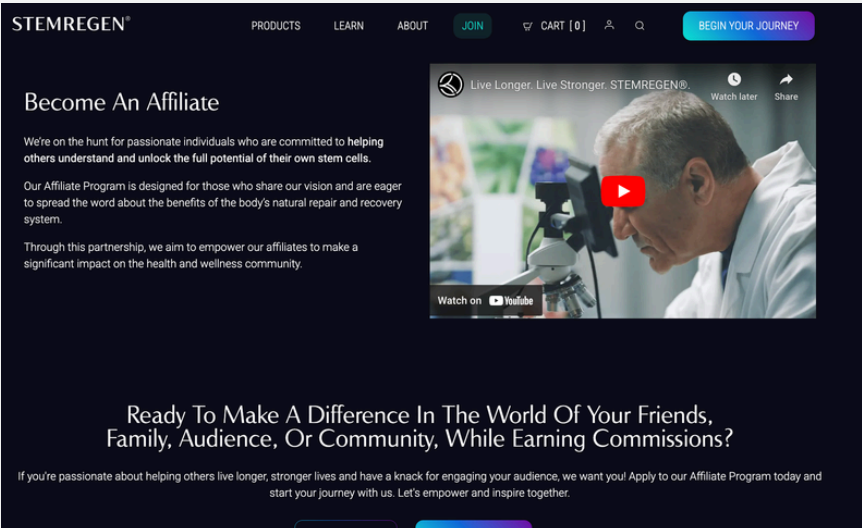 STEMREGEN®
PRODUCTS
LEARN
ABOUT
JOIN
CART [0]
BEGIN YOUR JOURNEY
Become An Affiliate
We're on the hunt for passionate individuals who are committed to helping
others understand and unlock the full potential of their own stem cells.
Our Affiliate Program is designed for those who share our vision and are eager
to spread the word about the benefits of the body's natural repair and recovery
system.
Through this partnership, we aim to empower our affiliates to make a
significant impact on the health and wellness community.
Live Longer. Live Stronger. STEMREGEN®.
Watch later
Share
Watch on YouTube
Ready To Make A Difference In The World Of Your Friends,
Family, Audience, Or Community, While Earning Commissions?
If you're passionate about helping others live longer, stronger lives and have a knack for engaging your audience, we want you! Apply to our Affiliate Program today and
start your journey with us. Let's empower and inspire together.